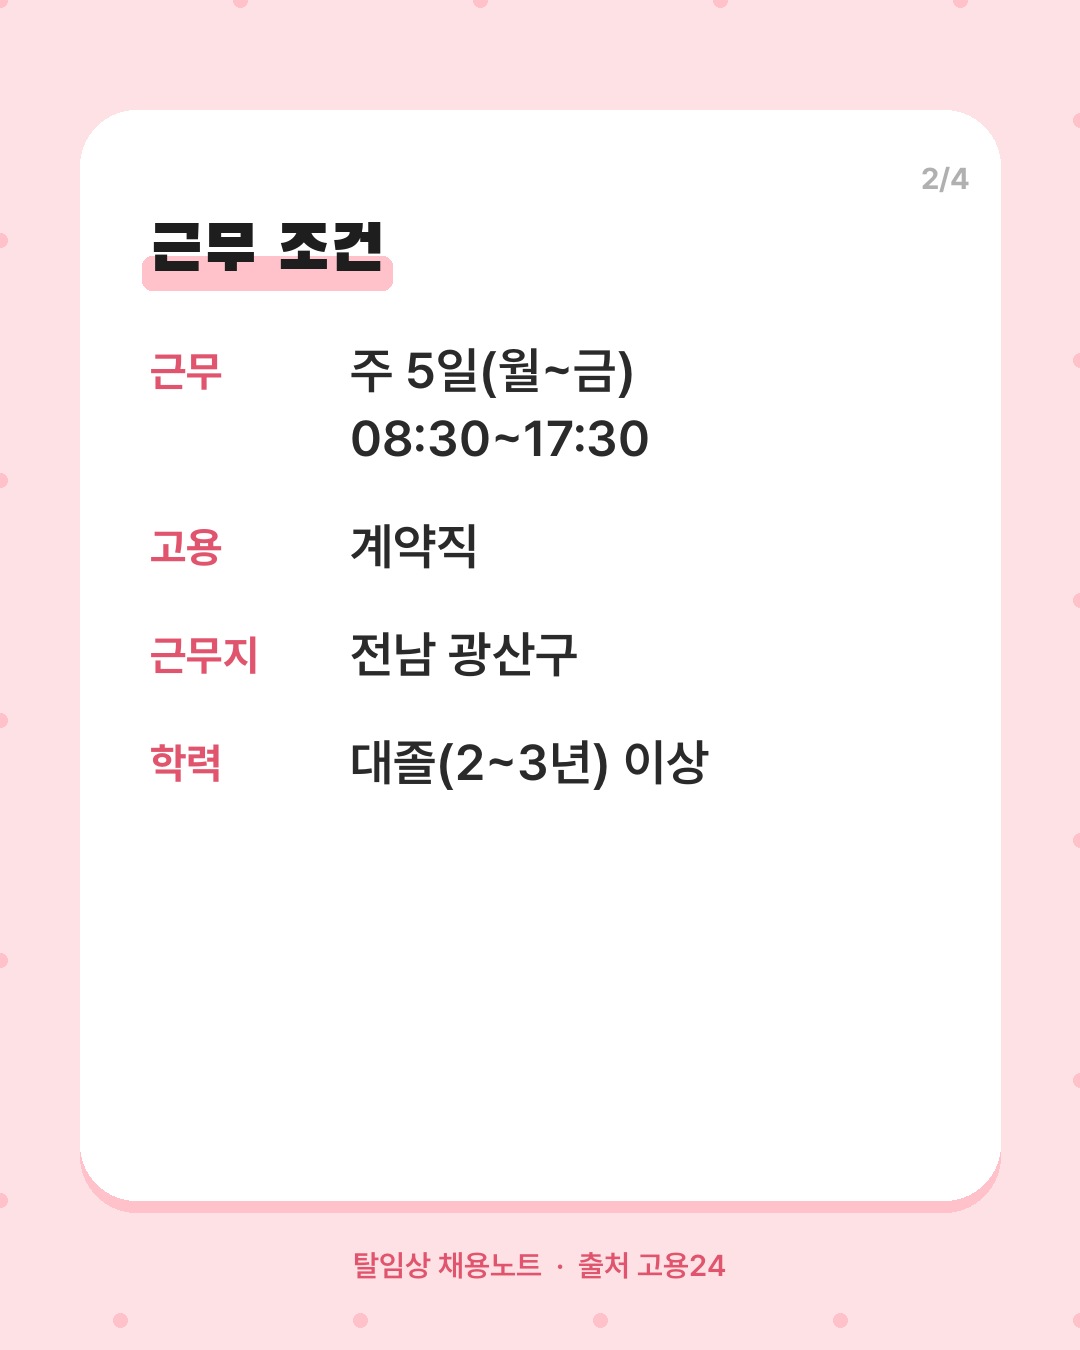 2/4
근무 조건
근무 주 5일(월~금)
08:30~17:30
고용 계약직
근무지 전남 광산구
학력 대졸(2~3년) 이상
탈임상 채용노트 · 출처 고용24